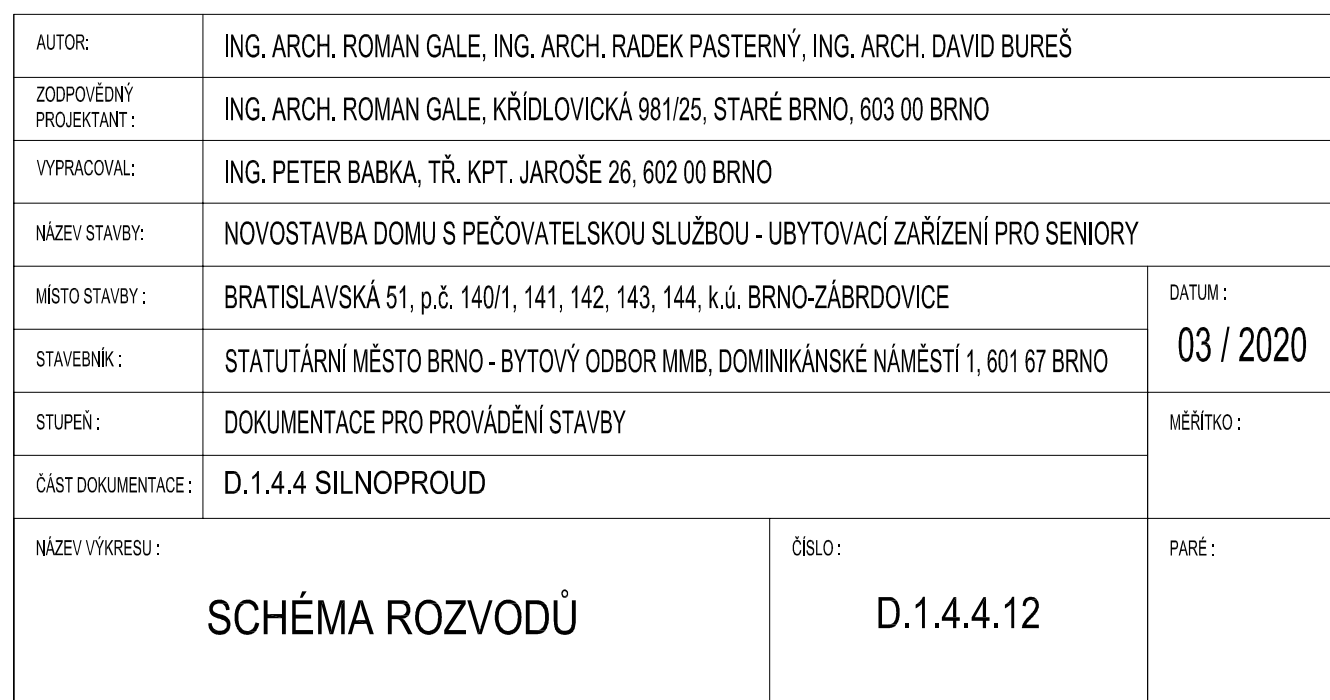 AUTOR: ING. ARCH. ROMAN GALE, ING. ARCH. RADEK PASTERNÝ, ING. ARCH. DAVID BUREŠ
ZODPOVĚDNÝ
PROJEKTANT : ING. ARCH. ROMAN GALE, KŘÍDLOVICKÁ 981/25, STARÉ BRNO, 603 00 BRNO
VYPRACOVAL: ING. PETER BABKA, TŘ. KPT. JAROŠE 26, 602 00 BRNO
NÁZEV STAVBY: NOVOSTAVBA DOMU S PEČOVATELSKOU SLUŽBOU - UBYTOVACÍ ZAŘÍZENÍ PRO SENIORY
MÍSTO STAVBY : BRATISLAVSKÁ 51, p.č. 140/1, 141, 142, 143, 144, k.ú. BRNO-ZÁBRDOVICE
DATUM :
03 / 2020
STAVEBNÍK : STATUTÁRNÍ MĚSTO BRNO - BYTOVÝ ODBOR MMB, DOMINIKÁNSKÉ NÁMĚSTÍ 1, 601 67 BRNO
STUPEŇ : DOKUMENTACE PRO PROVÁDĚNÍ STAVBY
MĚŘÍTKO :
ČÁST DOKUMENTACE : D.1.4.4 SILNOPROUD
NÁZEV VÝKRESU :
SCHÉMA ROZVODŮ
ČÍSLO :
D.1.4.4.12
PARÉ :